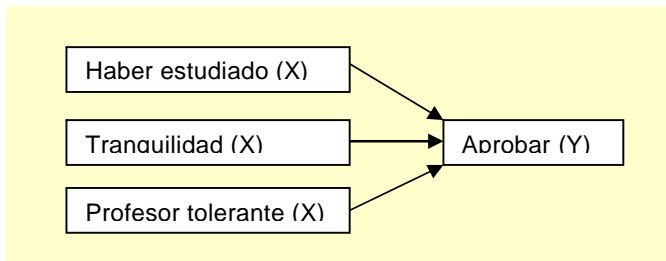 Haber estudiado (X)
Tranquilidad (X)
Aprobar (Y)
Profesor tolerante (X)